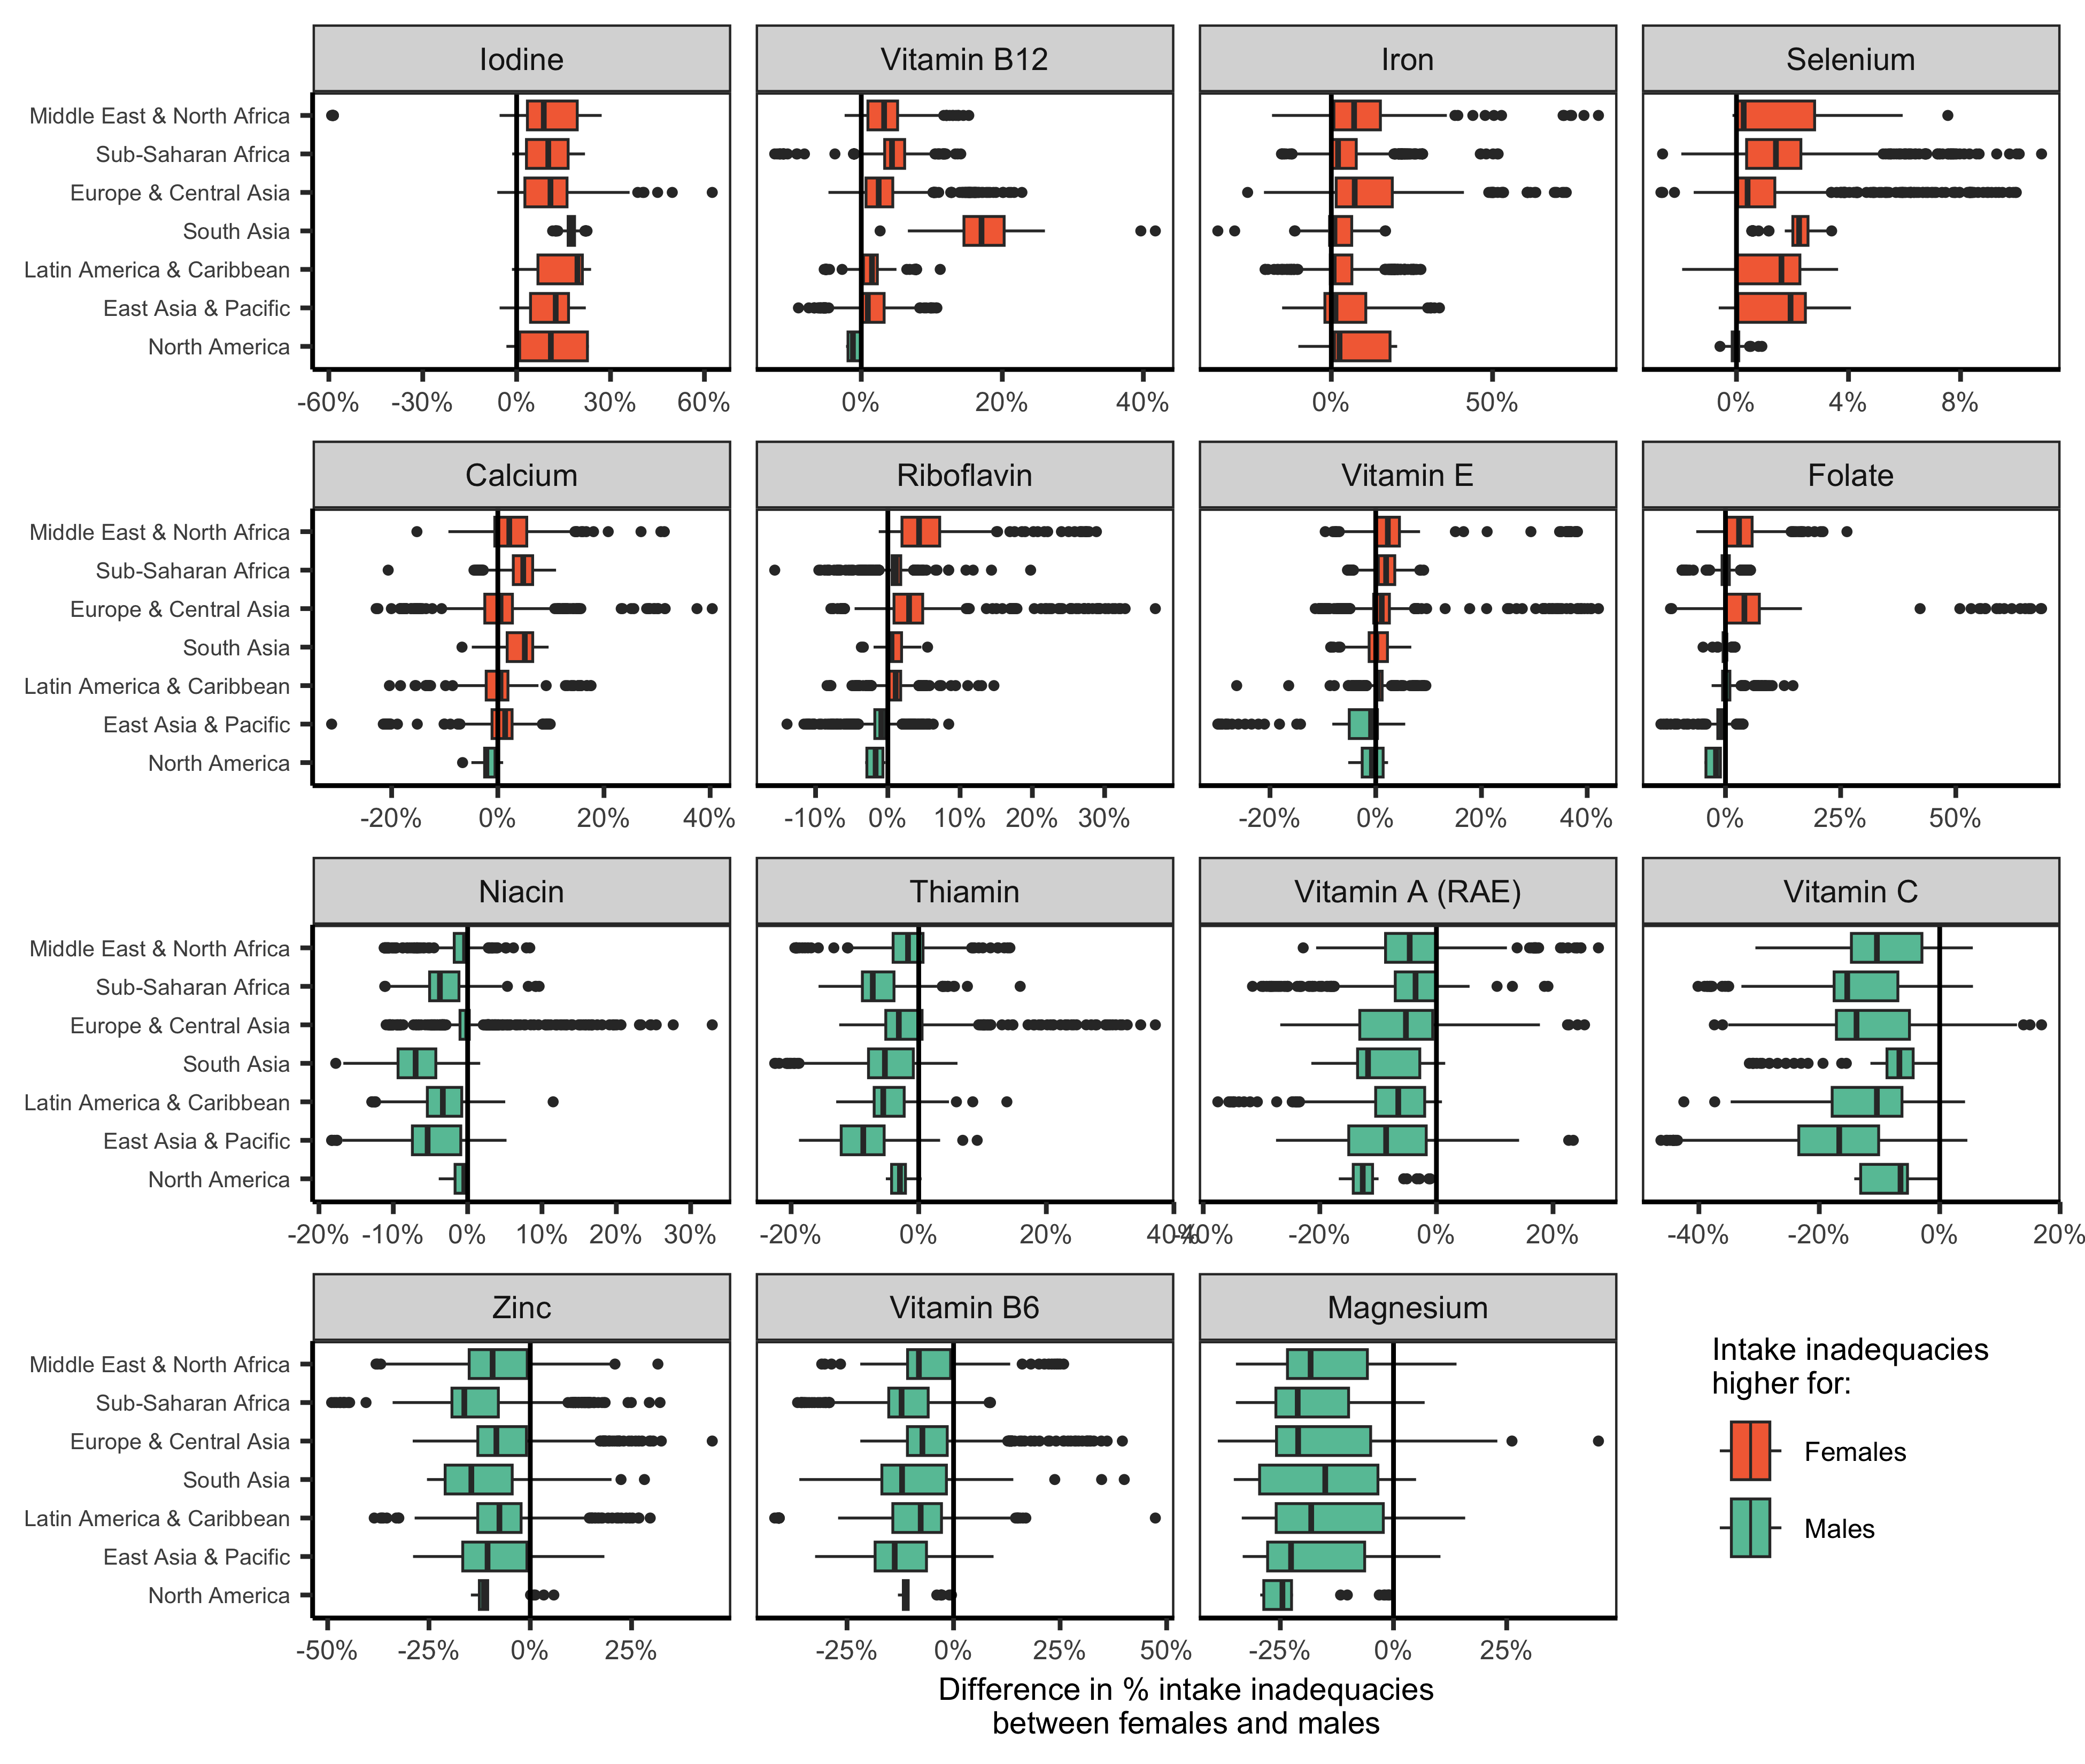 Iodine
Vitamin B12
Iron
Selenium
Middle East & North Africa
Sub-Saharan Africa
Europe & Central Asia
South Asia
Latin America & Caribbean
East Asia & Pacific
North America
-60% -30% 0% 30% 60%
0% 20% 40%
0% 50%
0% 4% 8%
Calcium
Riboflavin
Vitamin E
Folate
Middle East & North Africa
Sub-Saharan Africa
Europe & Central Asia
South Asia
Latin America & Caribbean
East Asia & Pacific
North America
-20% 0% 20% 40%
-10% 0% 10% 20% 30%
-20% 0% 20% 40%
0% 25% 50%
Niacin
Thiamin
Vitamin A (RAE)
Vitamin C
Middle East & North Africa
Sub-Saharan Africa
Europe & Central Asia
South Asia
Latin America & Caribbean
East Asia & Pacific
North America
-20% -10% 0% 10% 20% 30%
-20% 0% 20% 40%
-40% -20% 0% 20%
-40% -20% 0% 20%
Zinc
Vitamin B6
Magnesium
Middle East & North Africa
Sub-Saharan Africa
Europe & Central Asia
South Asia
Latin America & Caribbean
East Asia & Pacific
North America
-50% -25% 0% 25%
-25% 0% 25% 50%
-25% 0% 25%
Intake inadequacies
higher for:
Females
Males
Difference in % intake inadequacies
between females and males